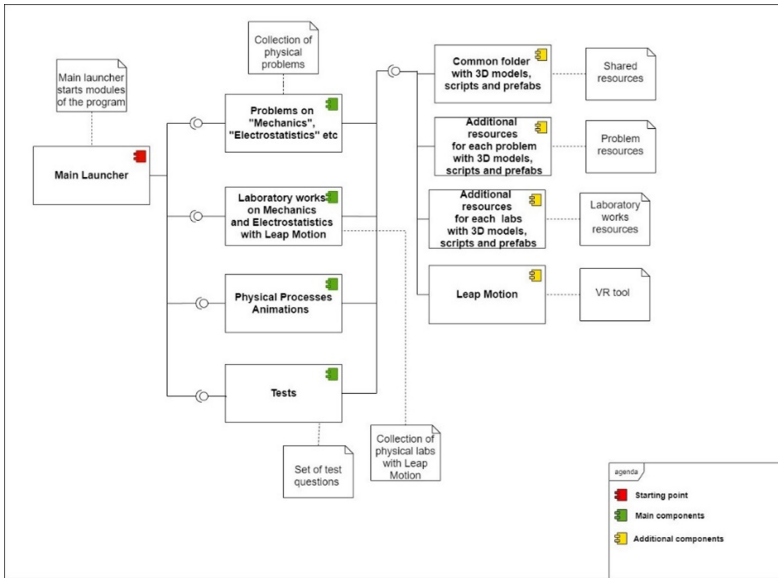 Collection of
physical
problems
Main launcher
starts modules
of the program
Common folder
with 3D models,
scripts and prefabs
Shared
resources
Problems on
"Mechanics",
"Electrostatistics" etc
Additional
resources
for each problem
with 3D models,
scripts and prefabs
Problem
resources
Main Launcher
Laboratory works
on Mechanics
and Electrostatistics
with Leap Motion
Additional
resources
for each labs
with 3D models,
scripts and prefabs
Laboratory
works
resources
Physical Processes
Animations
Leap Motion
VR tool
Tests
Set of test
questions
Collection of
physical labs
with Leap
Motion
agenda
Starting point
Main components
Additional components